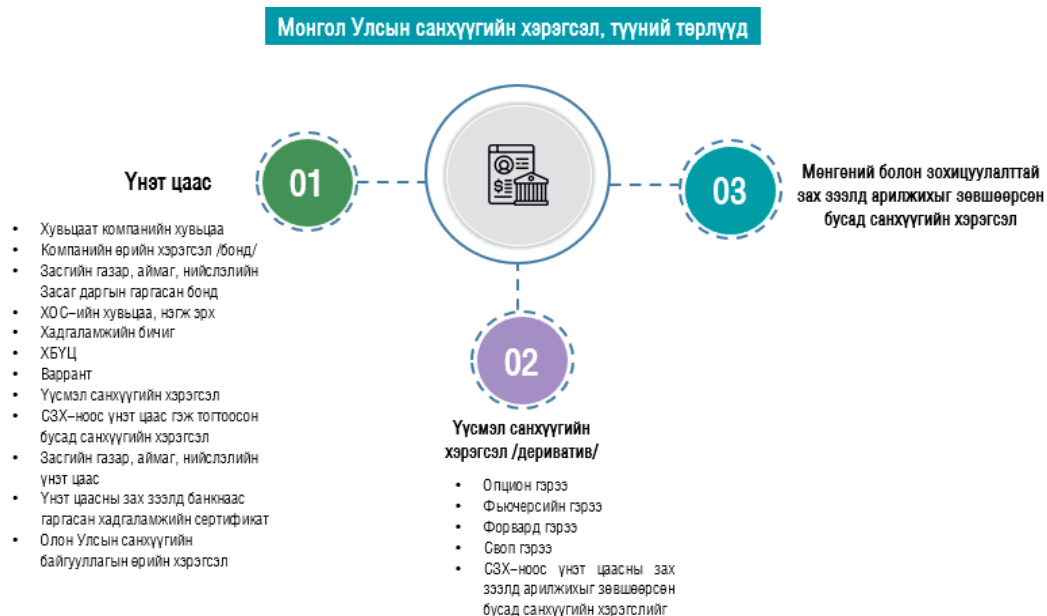 Монгол Улсын санхүүгийн хэрэгсэл, түүний төрлүүд
Үнэт цаас
01
• Хувьцаат компанийн хувьцаа
• Компанийн өрийн хэрэгсэл /бонд/
• Засгийн газар, аймаг, нийслэлийн
Засаг даргын гаргасан бонд
• ХОС–ийн хувьцаа, нэгж эрх
• Хадгаламжийн бичиг
• ХБҮЦ
• Варрант
• Үүсмэл санхүүгийн хэрэгсэл
• СЗХ–ноос үнэт цаас гэж тогтоосон
бусад санхүүгийн хэрэгсэл
• Засгийн газар, аймаг, нийслэлийн
үнэт цаас
• Үнэт цаасны зах зээлд банкнаас
гаргасан хадгаламжийн сертификат
• Олон Улсын санхүүгийн
байгууллагын өрийн хэрэгсэл
02
Үүсмэл санхүүгийн
хэрэгсэл /дериватив/
• Опцион гэрээ
• Фьючерсийн гэрээ
• Форвард гэрээ
• Своп гэрээ
• СЗХ–ноос үнэт цаасны зах
зээлд арилжихыг зөвшөөрсөн
бусад санхүүгийн хэрэгслийг
03
Мөнгөний болон зохицуулалттай
зах зээлд арилжихыг зөвшөөрсөн
бусад санхүүгийн хэрэгсэл